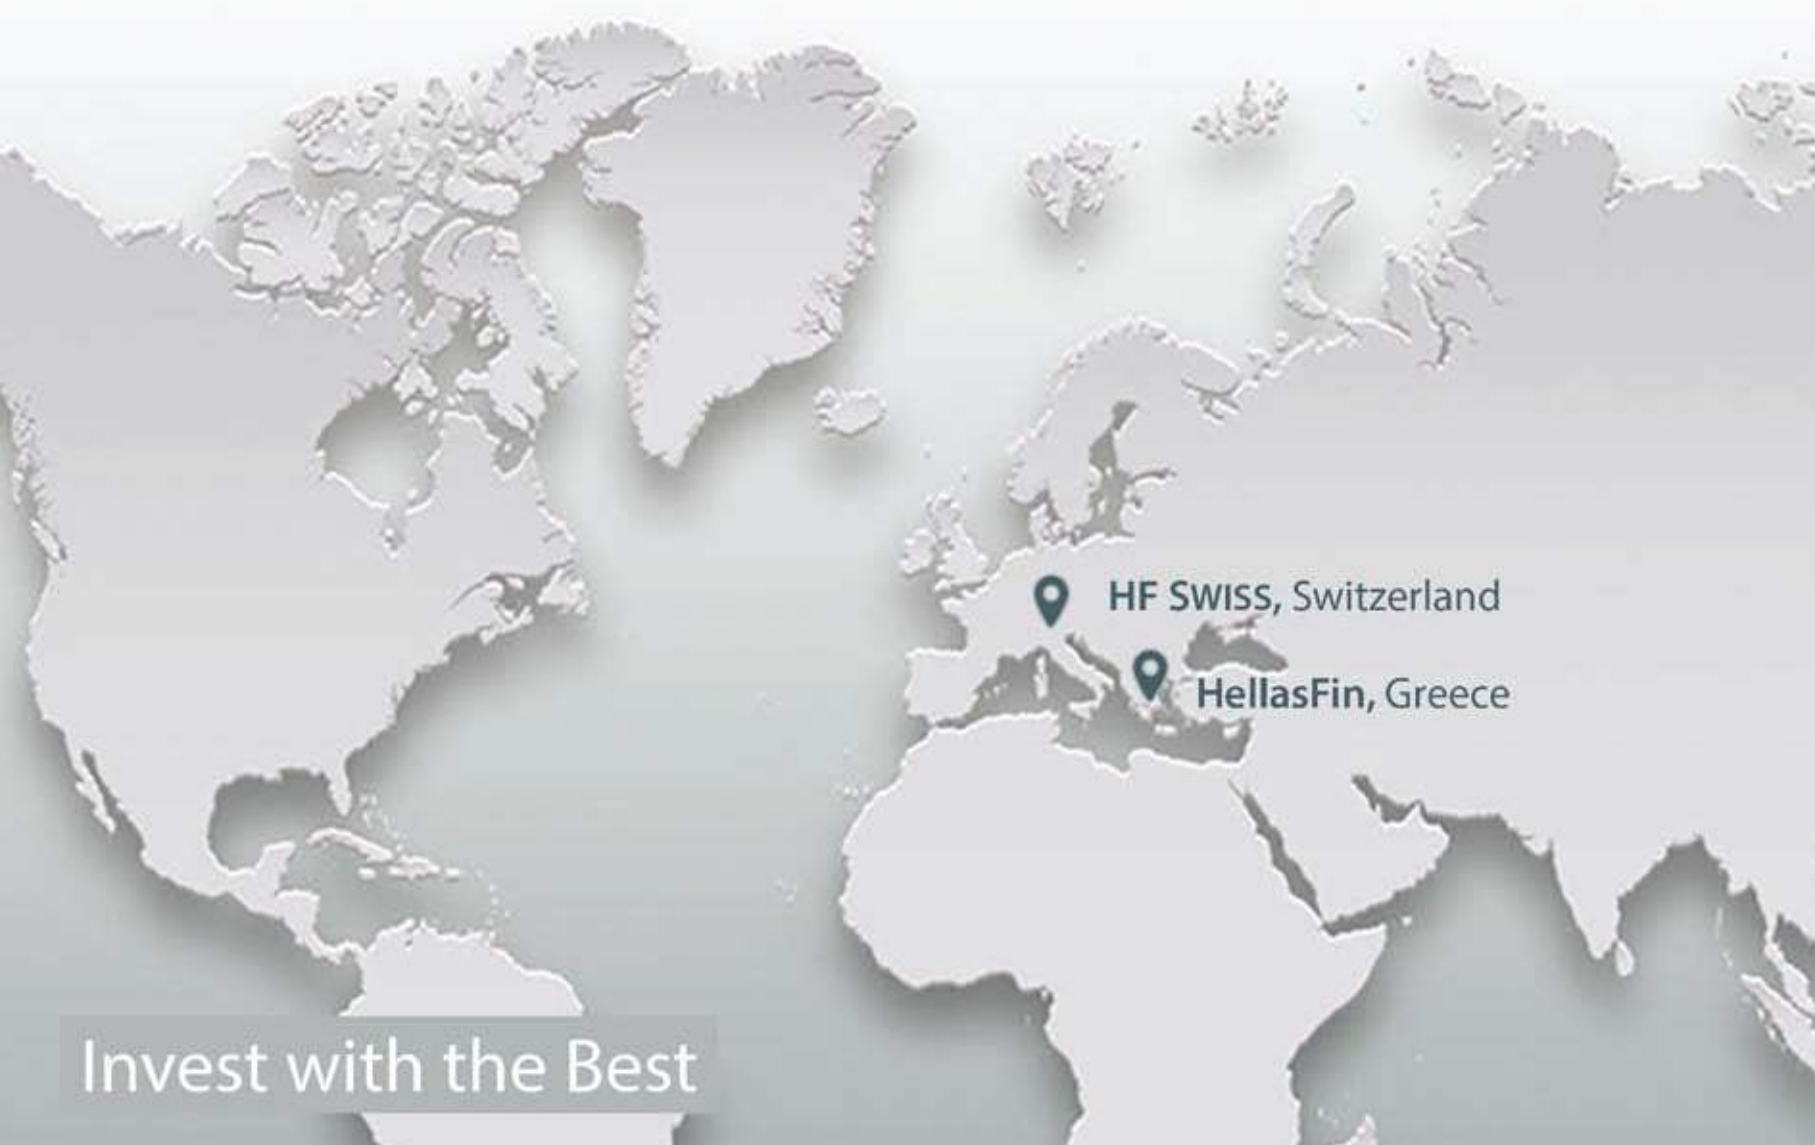 HF SWISS, Switzerland
HellasFin, Greece
Invest with the Best